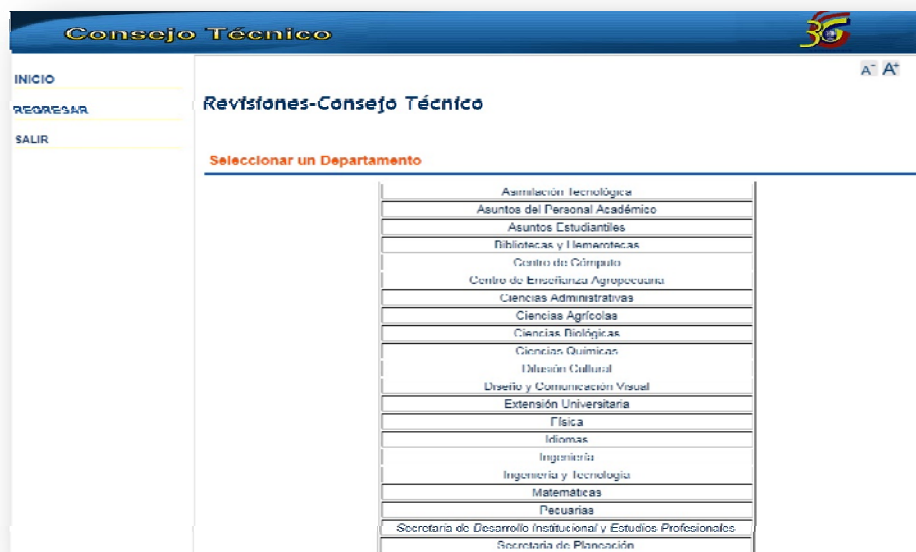 Consejo Técnico
36
A⁻ A⁺
INICIO
REGRESAR
SALIR
Revisiones-Consejo Técnico
Seleccionar un Departamento
Asimilación Tecnológica
Asuntos del Personal Académico
Asuntos Estudiantiles
Bibliotecas y Hemerotecas
Centro de Cómputo
Centro de Enseñanza Agropecuaria
Ciencias Administrativas
Ciencias Agrícolas
Ciencias Biológicas
Ciencias Químicas
Difusión Cultural
Diseño y Comunicación Visual
Extensión Universitaria
Física
Idiomas
Ingeniería
Ingeniería y Tecnología
Matemáticas
Pecuarias
Secretaria de Desarrollo Institucional y Estudios Profesionales
Secretaria de Planeación